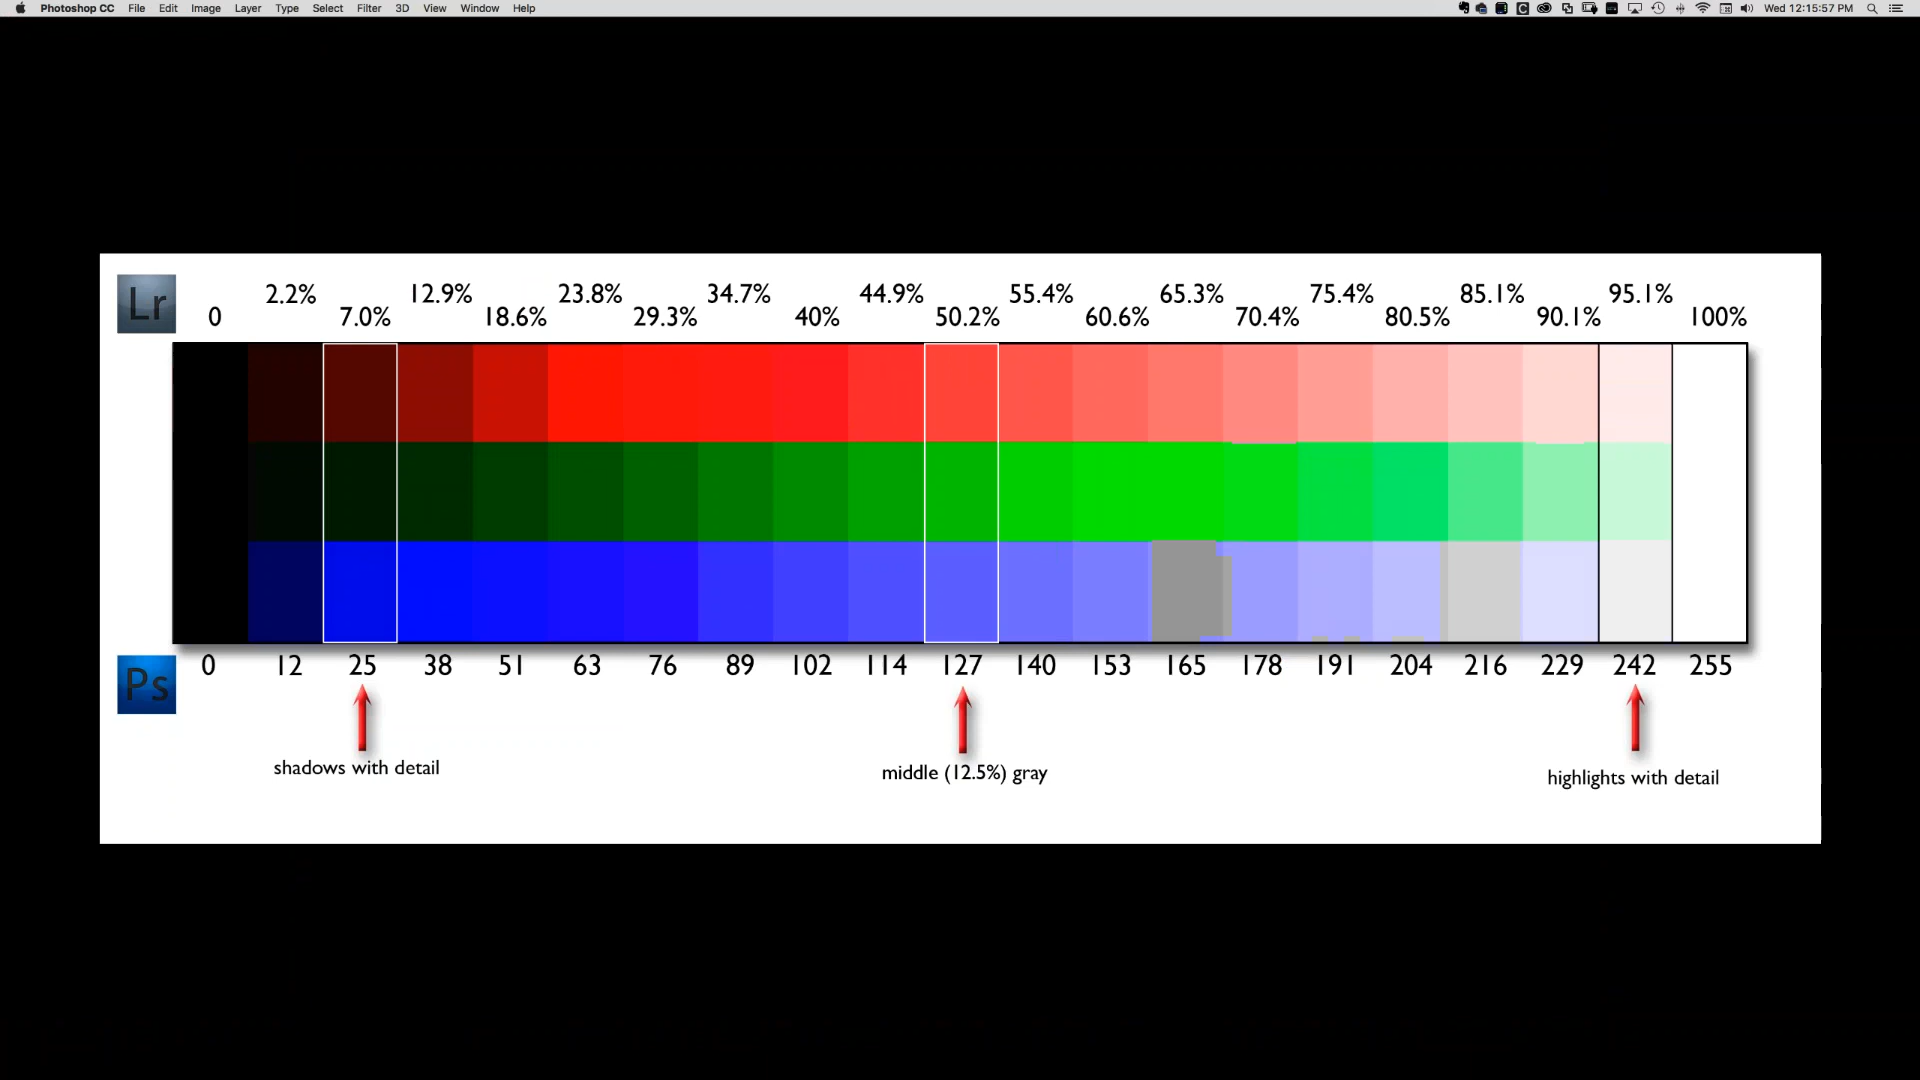 Photoshop CC File Edit Image Layer Type Select Filter 3D View Window Help Wed 12:15:57 PM
Lr
2.2% 12.9% 23.8% 34.7% 44.9% 55.4% 65.3% 75.4% 85.1% 95.1%
0 7.0% 18.6% 29.3% 40% 50.2% 60.6% 70.4% 80.5% 90.1% 100%
Ps
0 12 25 38 51 63 76 89 102 114 127 140 153 165 178 191 204 216 229 242 255
shadows with detail
middle (12.5%) gray
highlights with detail